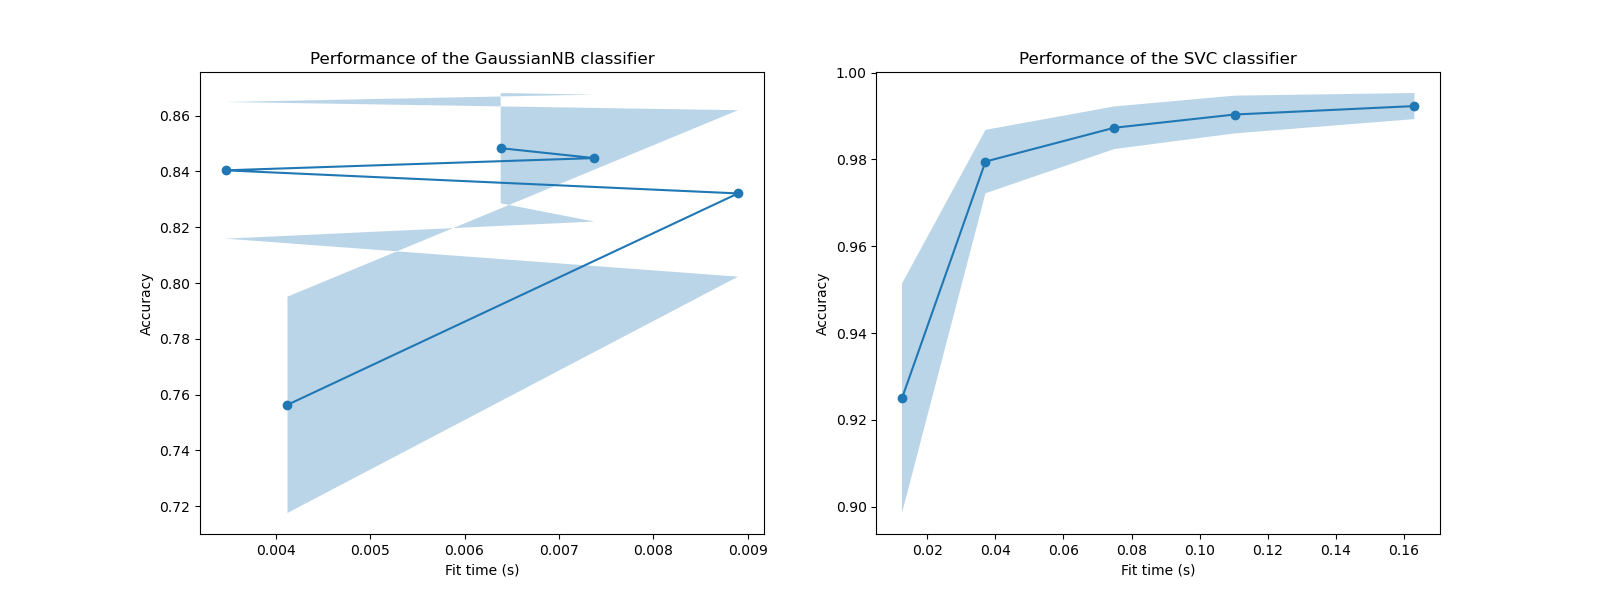 Performance of the GaussianNB classifier
Accuracy
0.86
0.84
0.82
0.80
0.78
0.76
0.74
0.72
0.004 0.005 0.006 0.007 0.008 0.009
Fit time (s)
Performance of the SVC classifier
Accuracy
1.00
0.98
0.96
0.94
0.92
0.90
0.02 0.04 0.06 0.08 0.10 0.12 0.14 0.16
Fit time (s)